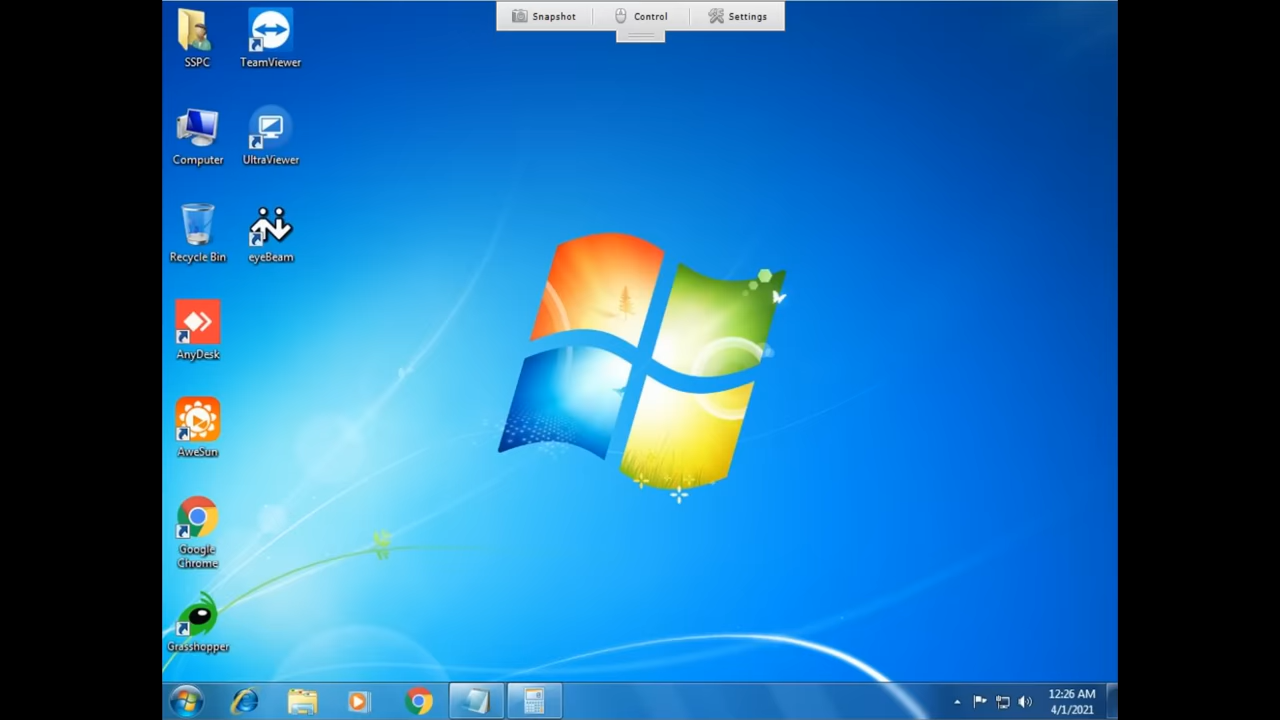 Snapshot
Control
Settings
SSPC
TeamViewer
Computer
UltraViewer
Recycle Bin
eyeBeam
AnyDesk
AweSun
Google
Chrome
Grasshopper
12:26 AM
4/1/2021